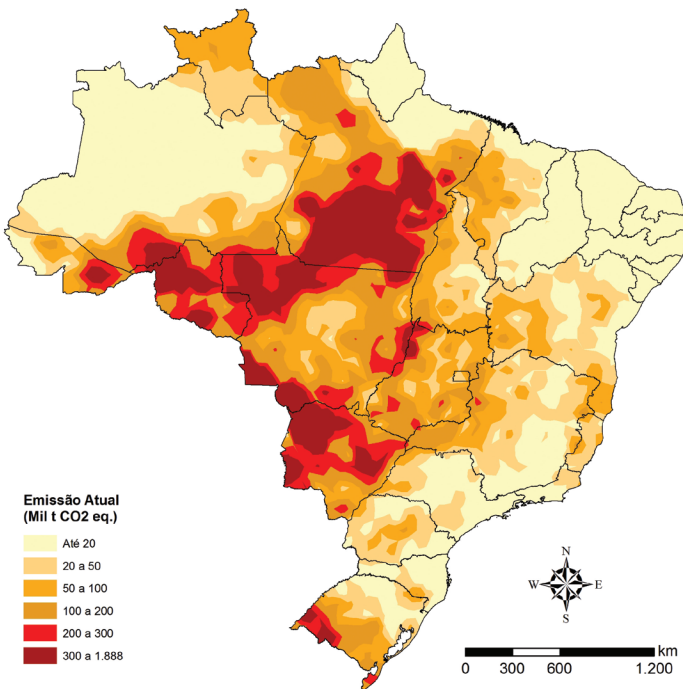 Emissão Atual
(Mil t CO2 eq.)
Até 20
20 a 50
50 a 100
100 a 200
200 a 300
300 a 1.888
N
W E
S
km
0 300 600 1.200